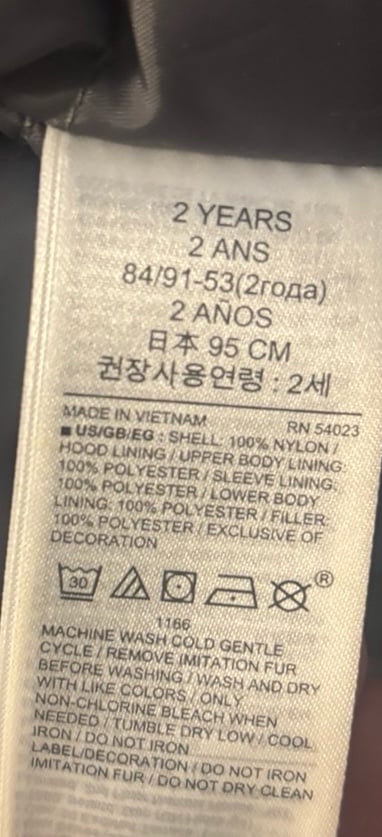 2 YEARS
2 ANS
84/91-53(2года)
2 AÑOS
日本 95 CM
권장사용연령 : 2세
MADE IN VIETNAM RN 54023
■ US/GB/EG : SHELL: 100% NYLON /
HOOD LINING / UPPER BODY LINING:
100% POLYESTER / SLEEVE LINING:
100% POLYESTER / LOWER BODY
LINING: 100% POLYESTER / FILLER:
100% POLYESTER / EXCLUSIVE OF
DECORATION
30 ®
1166
MACHINE WASH COLD GENTLE
CYCLE / REMOVE IMITATION FUR
BEFORE WASHING / WASH AND DRY
WITH LIKE COLORS / ONLY
NON-CHLORINE BLEACH WHEN
NEEDED / TUMBLE DRY LOW / COOL
IRON / DO NOT IRON
LABEL/DECORATION / DO NOT IRON
IMITATION FUR / DO NOT DRY CLEAN